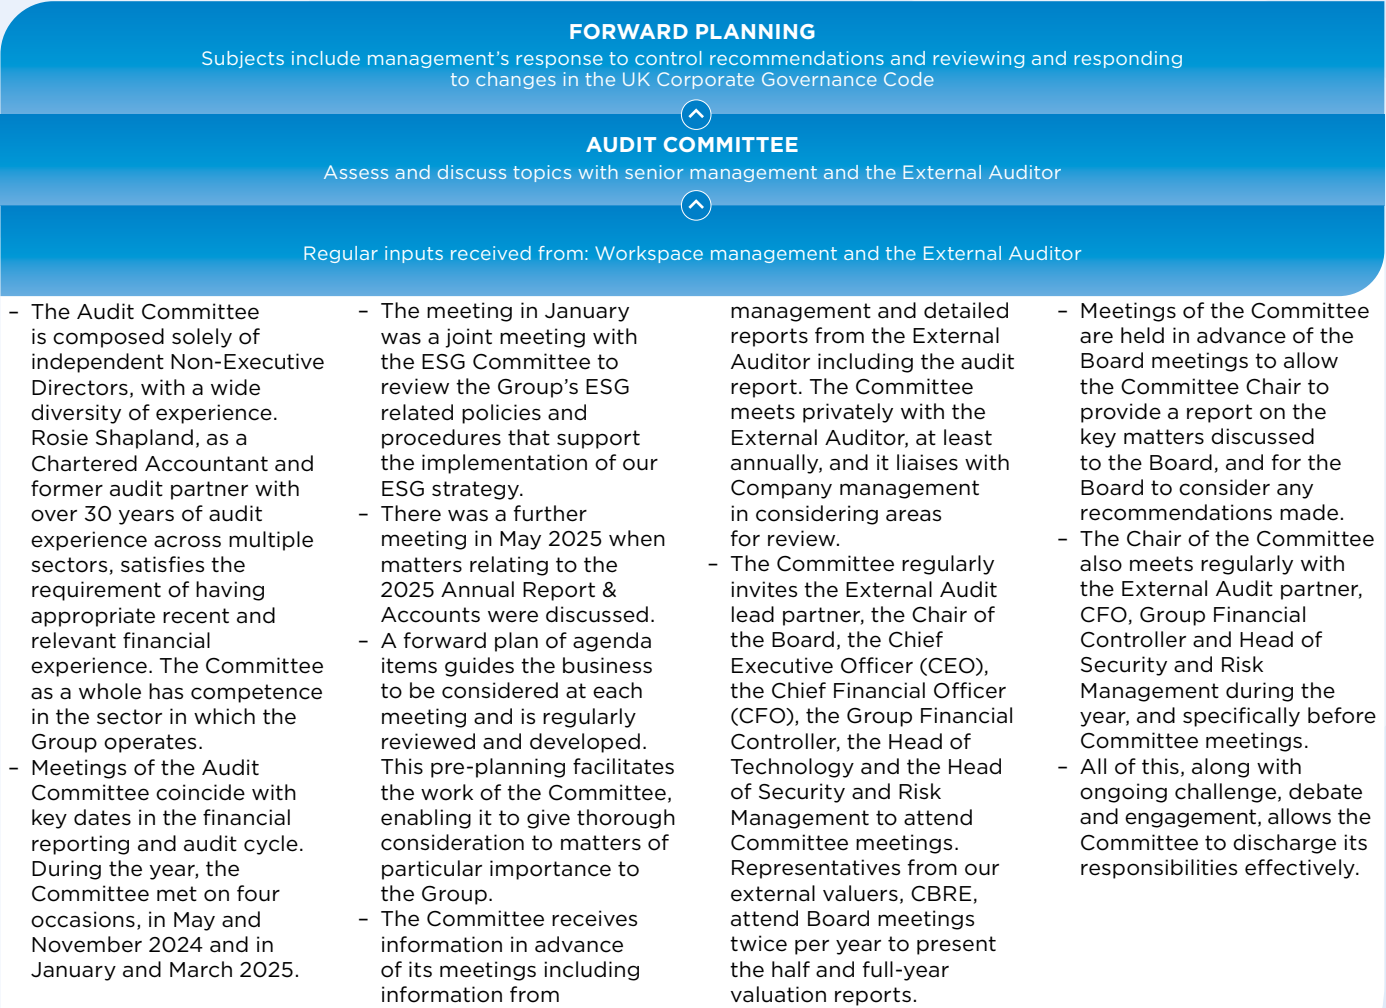 FORWARD PLANNING
Subjects include management’s response to control recommendations and reviewing and responding
to changes in the UK Corporate Governance Code
AUDIT COMMITTEE
Assess and discuss topics with senior management and the External Auditor
Regular inputs received from: Workspace management and the External Auditor
– The Audit Committee
is composed solely of
independent Non-Executive
Directors, with a wide
diversity of experience.
Rosie Shapland, as a
Chartered Accountant and
former audit partner with
over 30 years of audit
experience across multiple
sectors, satisfies the
requirement of having
appropriate recent and
relevant financial
experience. The Committee
as a whole has competence
in the sector in which the
Group operates.
– Meetings of the Audit
Committee coincide with
key dates in the financial
reporting and audit cycle.
During the year, the
Committee met on four
occasions, in May and
November 2024 and in
January and March 2025.
– The meeting in January
was a joint meeting with
the ESG Committee to
review the Group’s ESG
related policies and
procedures that support
the implementation of our
ESG strategy.
– There was a further
meeting in May 2025 when
matters relating to the
2025 Annual Report &
Accounts were discussed.
– A forward plan of agenda
items guides the business
to be considered at each
meeting and is regularly
reviewed and developed.
This pre-planning facilitates
the work of the Committee,
enabling it to give thorough
consideration to matters of
particular importance to
the Group.
– The Committee receives
information in advance
of its meetings including
information from
management and detailed
reports from the External
Auditor including the audit
report. The Committee
meets privately with the
External Auditor, at least
annually, and it liaises with
Company management
in considering areas
for review.
– The Committee regularly
invites the External Audit
lead partner, the Chair of
the Board, the Chief
Executive Officer (CEO),
the Chief Financial Officer
(CFO), the Group Financial
Controller, the Head of
Technology and the Head
of Security and Risk
Management to attend
Committee meetings.
Representatives from our
external valuers, CBRE,
attend Board meetings
twice per year to present
the half and full-year
valuation reports.
– Meetings of the Committee
are held in advance of the
Board meetings to allow
the Committee Chair to
provide a report on the
key matters discussed
to the Board, and for the
Board to consider any
recommendations made.
– The Chair of the Committee
also meets regularly with
the External Audit partner,
CFO, Group Financial
Controller and Head of
Security and Risk
Management during the
year, and specifically before
Committee meetings.
– All of this, along with
ongoing challenge, debate
and engagement, allows the
Committee to discharge its
responsibilities effectively.